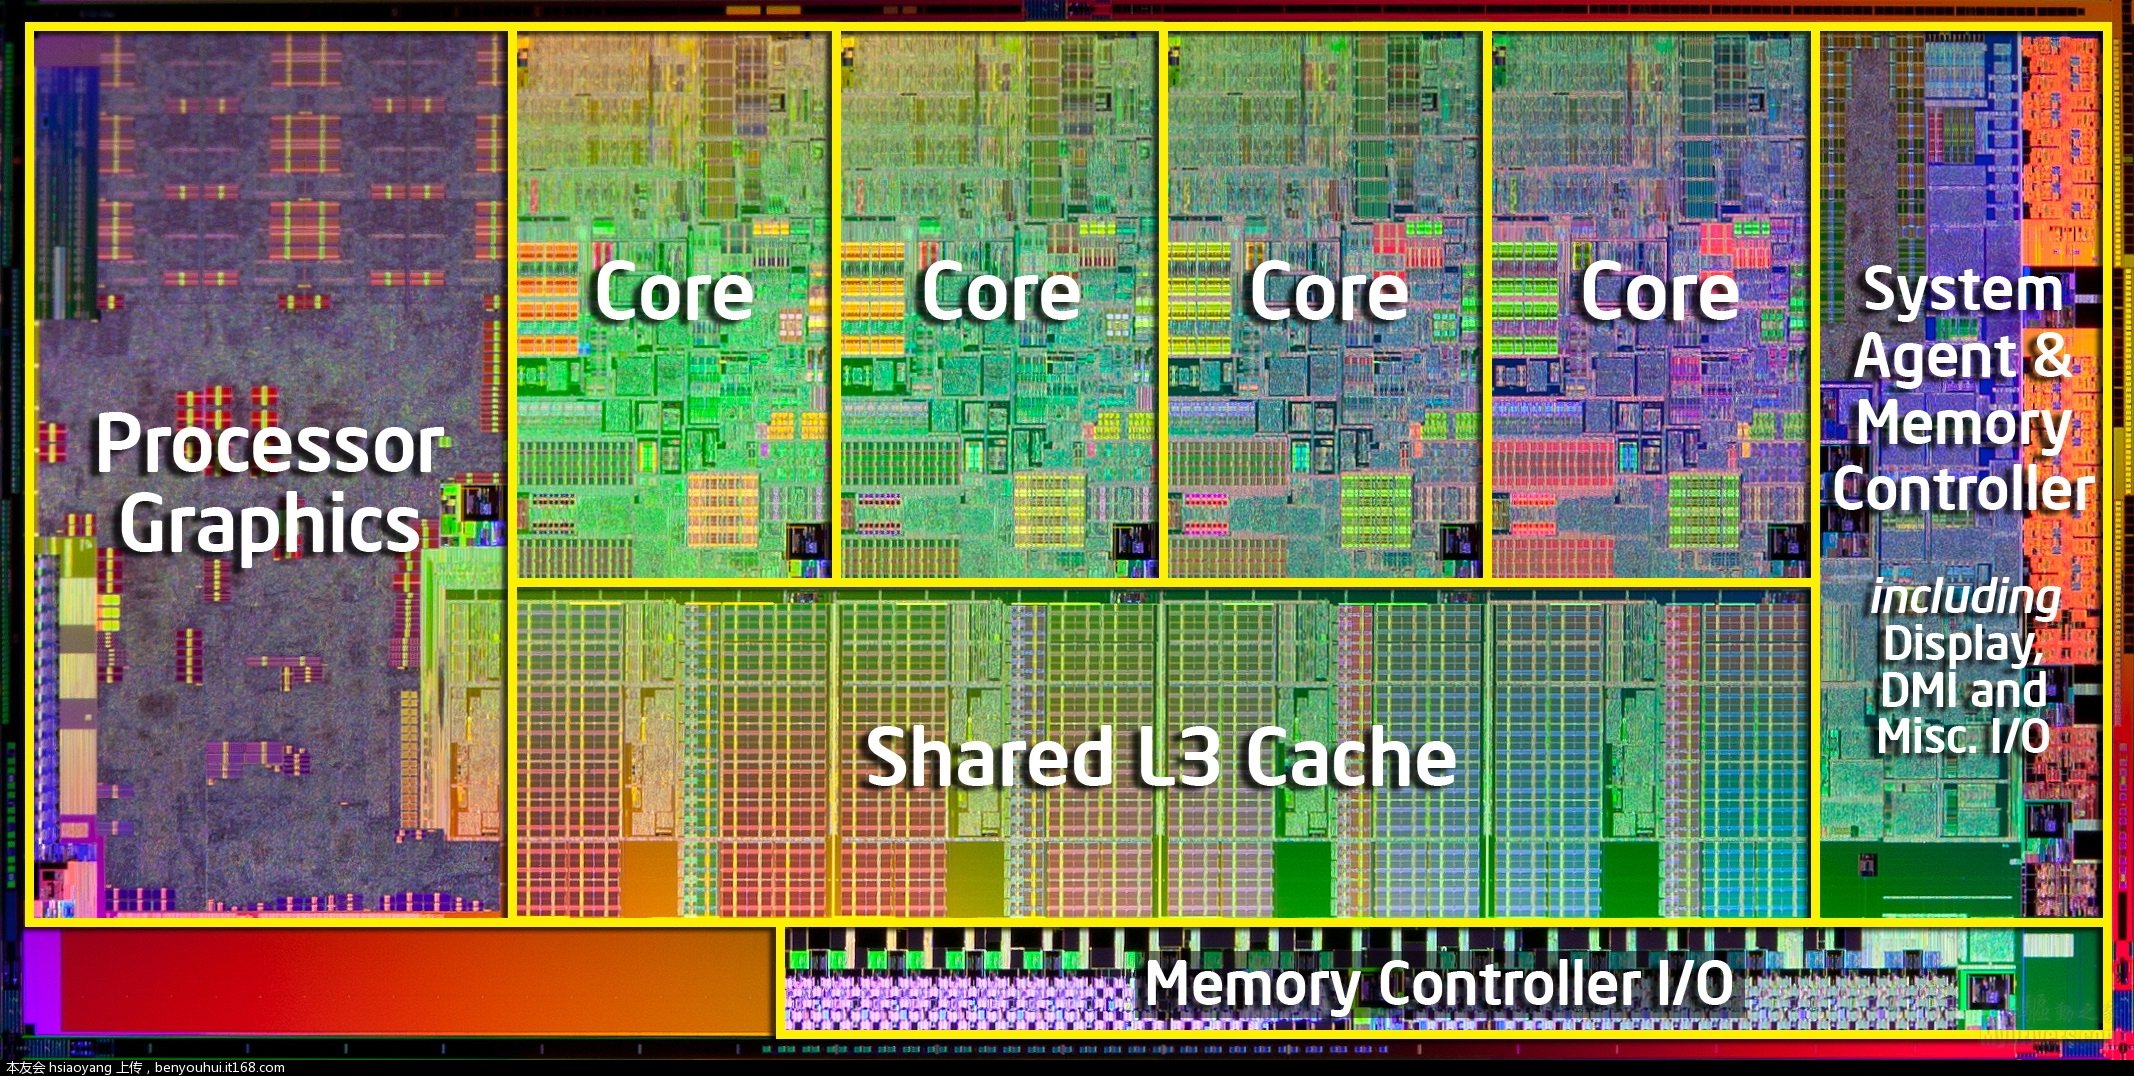 Processor
Graphics
Core
Core
Core
Core
System
Agent &
Memory
Controller
including
Display,
DMI and
Misc. I/O
Shared L3 Cache
Memory Controller I/O
本友会 hsiaoyang 上传，benyouhui.it168.com